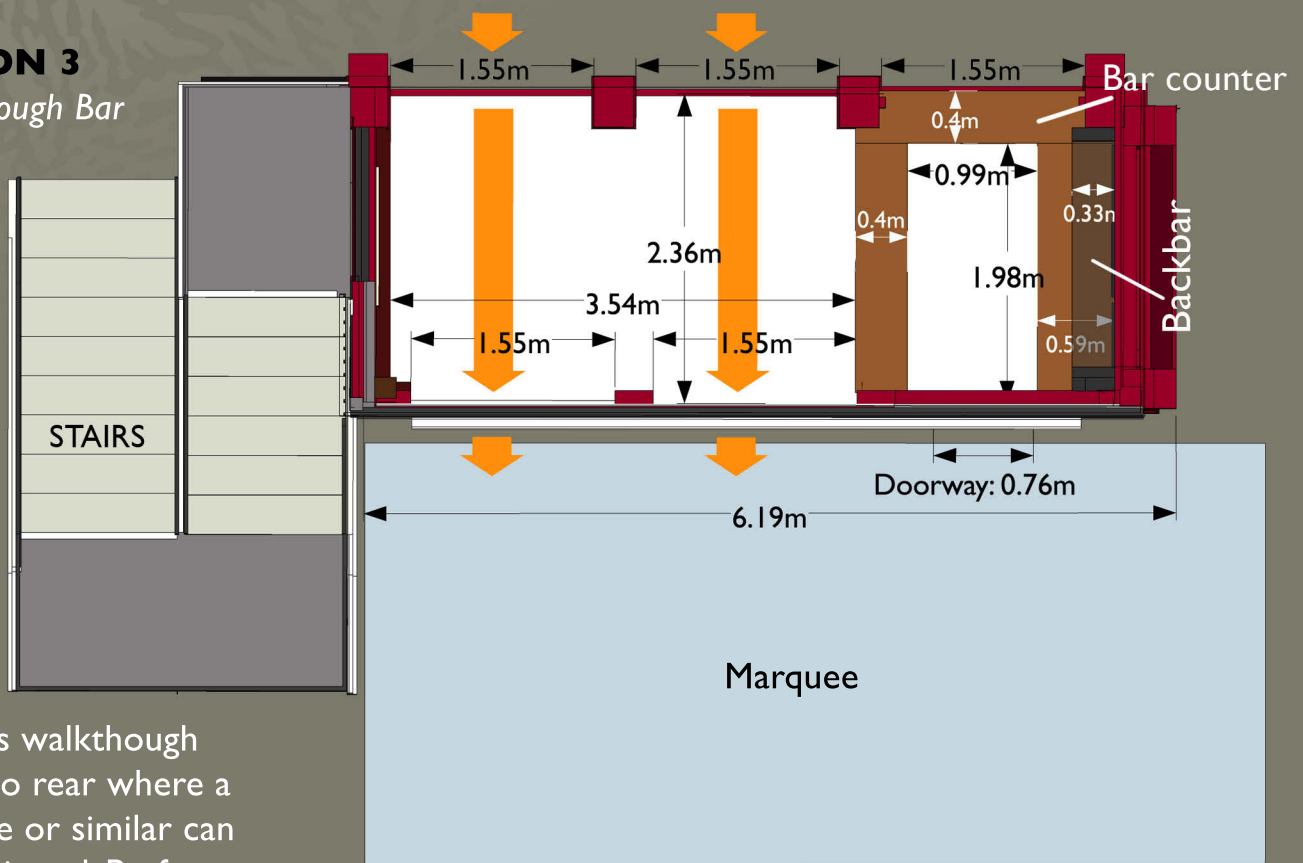 ON 3
ough Bar
1.55m
1.55m
1.55m
Bar counter
0.4m
0.99m
0.33m
0.4m
2.36m
1.98m
Backbar
3.54m
1.55m
1.55m
0.59m
STAIRS
Doorway: 0.76m
6.19m
Marquee
s walkthough
o rear where a
e or similar can